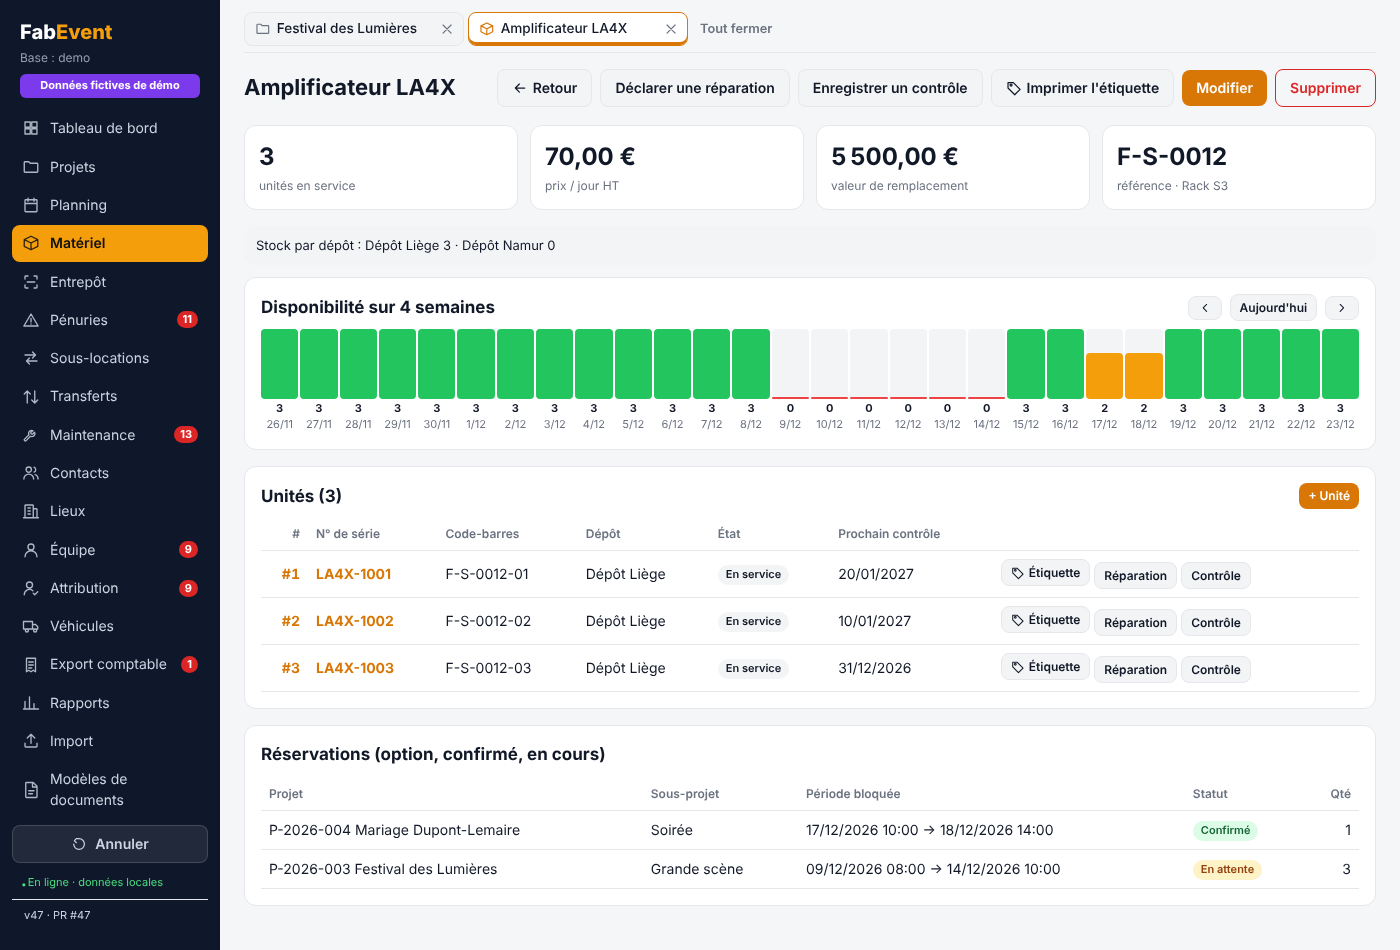 FabEvent
Base : demo
Données fictives de démo
Tableau de bord
Projets
Planning
Matériel
Entrepôt
Pénuries 11
Sous-locations
Transferts
Maintenance 13
Contacts
Lieux
Équipe 9
Attribution 9
Véhicules
Export comptable 1
Rapports
Import
Modèles de
documents
Annuler
En ligne · données locales
v47 · PR #47
Festival des Lumières
Amplificateur LA4X
Tout fermer
Amplificateur LA4X
← Retour
Déclarer une réparation
Enregistrer un contrôle
Imprimer l'étiquette
Modifier
Supprimer
3
unités en service
70,00 €
prix / jour HT
5 500,00 €
valeur de remplacement
F-S-0012
référence · Rack S3
Stock par dépôt : Dépôt Liège 3 · Dépôt Namur 0
Disponibilité sur 4 semaines
Aujourd'hui
3 3 3 3 3 3 3 3 3 3 3 3 3 0 0 0 0 0 0 3 3 2 2 3 3 3 3 3
26/11 27/11 28/11 29/11 30/11 1/12 2/12 3/12 4/12 5/12 6/12 7/12 8/12 9/12 10/12 11/12 12/12 13/12 14/12 15/12 16/12 17/12 18/12 19/12 20/12 21/12 22/12 23/12
Unités (3)
+ Unité
# N° de série Code-barres Dépôt État Prochain contrôle
#1 LA4X-1001 F-S-0012-01 Dépôt Liège En service 20/01/2027 Étiquette Réparation Contrôle
#2 LA4X-1002 F-S-0012-02 Dépôt Liège En service 10/01/2027 Étiquette Réparation Contrôle
#3 LA4X-1003 F-S-0012-03 Dépôt Liège En service 31/12/2026 Étiquette Réparation Contrôle
Réservations (option, confirmé, en cours)
Projet Sous-projet Période bloquée Statut Qté
P-2026-004 Mariage Dupont-Lemaire Soirée 17/12/2026 10:00 → 18/12/2026 14:00 Confirmé 1
P-2026-003 Festival des Lumières Grande scène 09/12/2026 08:00 → 14/12/2026 10:00 En attente 3